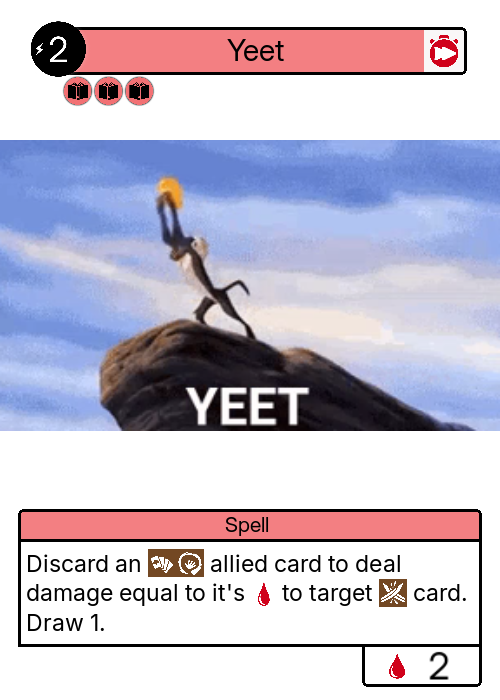 2
Yeet
YEET
Spell
Discard an allied card to deal
damage equal to it's to target card.
Draw 1.
2